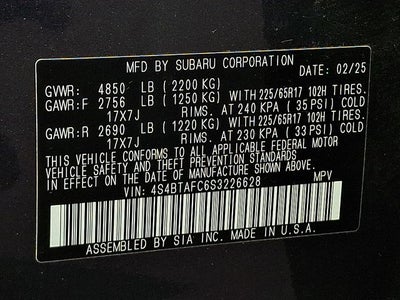 MFD BY SUBARU CORPORATION
DATE: 02/25
GVWR: 4850 LB (2200 KG)
GAWR:F 2756 LB (1250 KG) WITH 225/65R17 102H TIRES.
17X7J RIMS. AT 240 KPA (35 PSI) COLD
GAWR:R 2690 LB (1220 KG) WITH 225/65R17 102H TIRES.
17X7J RIMS. AT 230 KPA (33 PSI) COLD
THIS VEHICLE CONFORMS TO ALL APPLICABLE FEDERAL MOTOR
VEHICLE SAFETY AND THEFT PREVENTION STANDARDS
IN EFFECT ON THE DATE OF MANUFACTURE SHOWN ABOVE.
VIN: 4S4BTAFC6S3226628 MPV
ASSEMBLED BY SIA INC. MADE IN U.S.A.